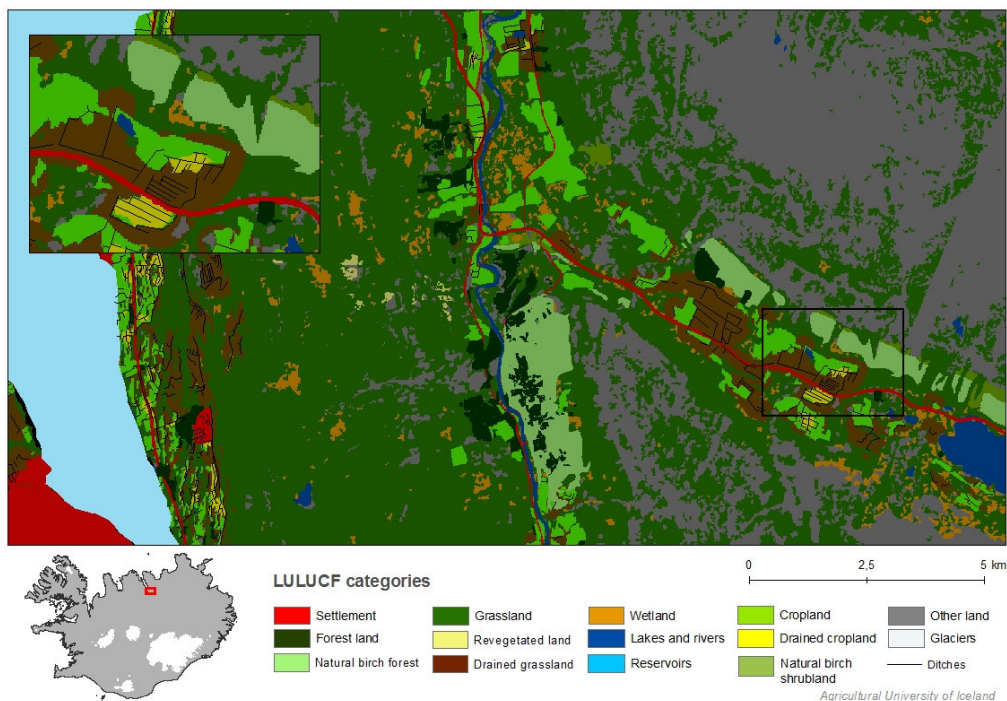 LULUCF categories
0 2,5 5 km
Settlement
Grassland
Wetland
Cropland
Other land
Forest land
Revegetated land
Lakes and rivers
Drained cropland
Glaciers
Natural birch forest
Drained grassland
Reservoirs
Natural birch
shrubland
Ditches
Agricultural University of Iceland